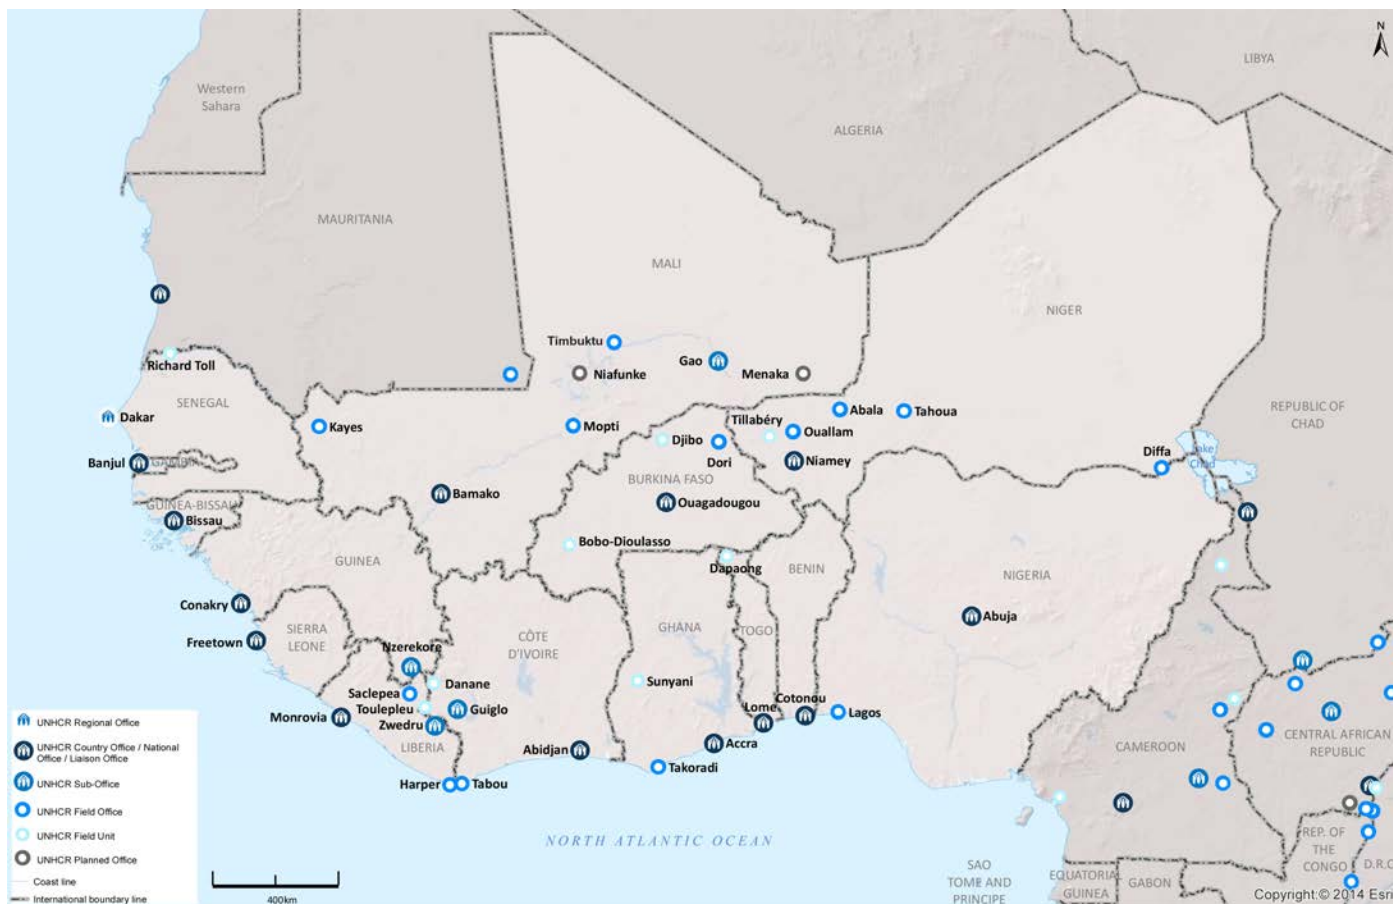 N
LIBYA
Western
Sahara
ALGERIA
MAURITANIA
MALI
NIGER
Timbuktu
Gao
Niafunke
Menaka
Richard Toll
SENEGAL
Dakar
Kayes
Mopti
Djibo
Dori
Tillabéry
Abala
Tahoua
Ouallam
REPUBLIC OF
CHAD
Diffa
Lake
Chad
Banjul
GAMBIA
Niamey
BURKINA FASO
Bamako
Ouagadougou
GUINEA-BISSAU
Bissau
Bobo-Dioulasso
GUINEA
Dapaong
BENIN
NIGERIA
Conakry
Freetown
SIERRA
LEONE
CÔTE
D'IVOIRE
GHANA
TOGO
Abuja
Nzerekore
Danane
Saclepea
Toulepleu
Guiglo
Zwedru
Sunyani
Cotonou
Lome
Lagos
Monrovia
LIBERIA
Abidjan
Accra
Takoradi
Harper
Tabou
CAMEROON
CENTRAL AFRICAN
REPUBLIC
UNHCR Regional Office
UNHCR Country Office / National
Office / Liaison Office
UNHCR Sub-Office
UNHCR Field Office
UNHCR Field Unit
UNHCR Planned Office
Coast line
International boundary line
400km
NORTH ATLANTIC OCEAN
SAO
TOME AND
PRINCIPE
EQUATORIAL
GUINEA
GABON
REP. OF
THE
CONGO
D.R.C
Copyright:© 2014 Esri